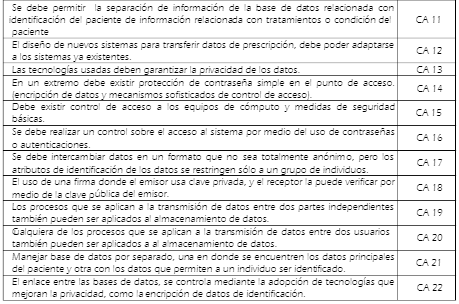 Se debe permitir la separación de información de la base de datos relacionada con
identificación del paciente de información relacionada con tratamientos o condición del
paciente
CA 11
El diseño de nuevos sistemas para transferir datos de prescripción, debe poder adaptarse
a los sistemas ya existentes.
CA 12
Las tecnologías usadas deben garantizar la privacidad de los datos.
CA 13
En un extremo debe existir protección de contraseña simple en el punto de acceso.
(encripción de datos y mecanismos sofisticados de control de acceso).
CA 14
Debe existir control de acceso a los equipos de cómputo y medidas de seguridad
básicas.
CA 15
Se debe realizar un control sobre el acceso al sistema por medio del uso de contraseñas
o autenticaciones.
CA 16
Se debe intercambiar datos en un formato que no sea totalmente anónimo, pero los
atributos de identificación de los datos se restringen sólo a un grupo de individuos.
CA 17
El uso de una firma donde el emisor usa clave privada, y el receptor la puede verificar por
medio de la clave pública del emisor.
CA 18
Los procesos que se aplican a la transmisión de datos entre dos partes independientes
también pueden ser aplicados al almacenamiento de datos.
CA 19
Cualquiera de los procesos que se aplican a la transmisión de datos entre dos usuarios
también pueden ser aplicados a al almacenamiento de datos.
CA 20
Manejar base de datos por separado, una en donde se encuentren los datos principales
del paciente y otra con los datos que permiten a un individuo ser identificado.
CA 21
El enlace entre las bases de datos, se controla mediante la adopción de tecnologías que
mejoran la privacidad, como la encripción de datos de identificación.
CA 22